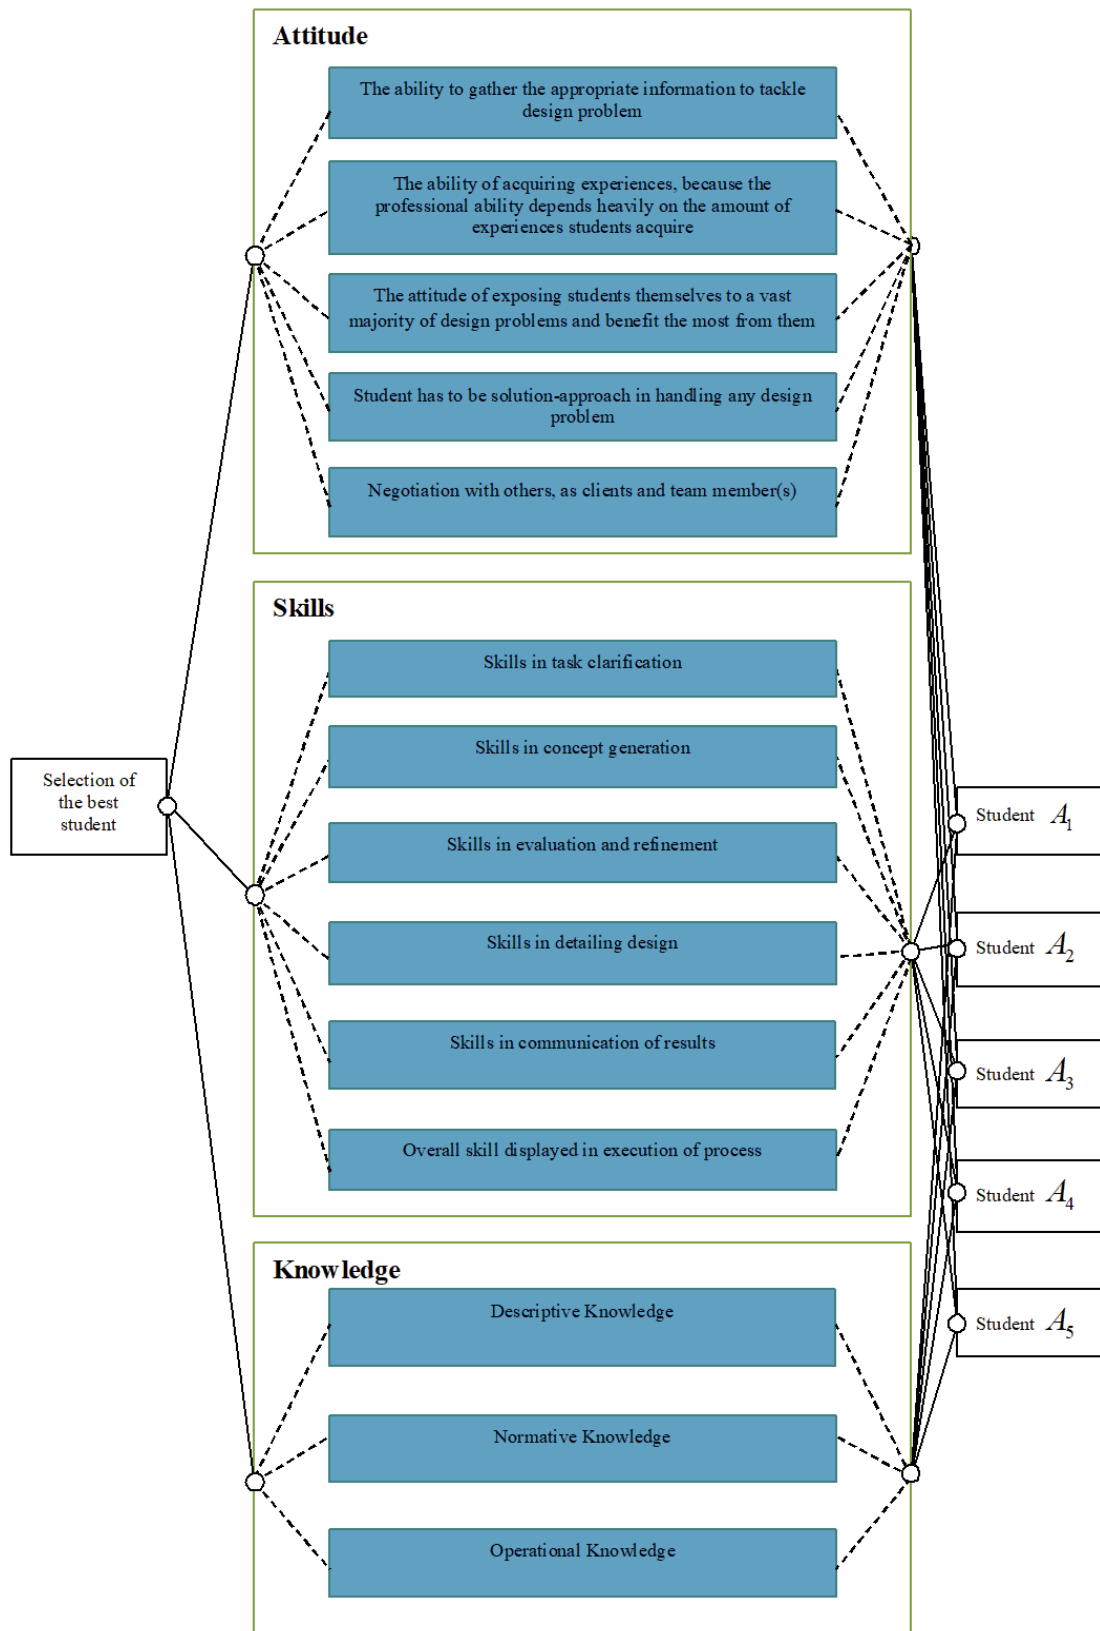 Attitude
The ability to gather the appropriate information to tackle
design problem
The ability of acquiring experiences, because the
professional ability depends heavily on the amount of
experiences students acquire
The attitude of exposing students themselves to a vast
majority of design problems and benefit the most from them
Student has to be solution-approach in handling any design
problem
Negotiation with others, as clients and team member(s)
Skills
Skills in task clarification
Skills in concept generation
Skills in evaluation and refinement
Skills in detailing design
Skills in communication of results
Overall skill displayed in execution of process
Knowledge
Descriptive Knowledge
Normative Knowledge
Operational Knowledge
Selection of
the best
student
Student A₁
Student A₂
Student A₃
Student A₄
Student A₅